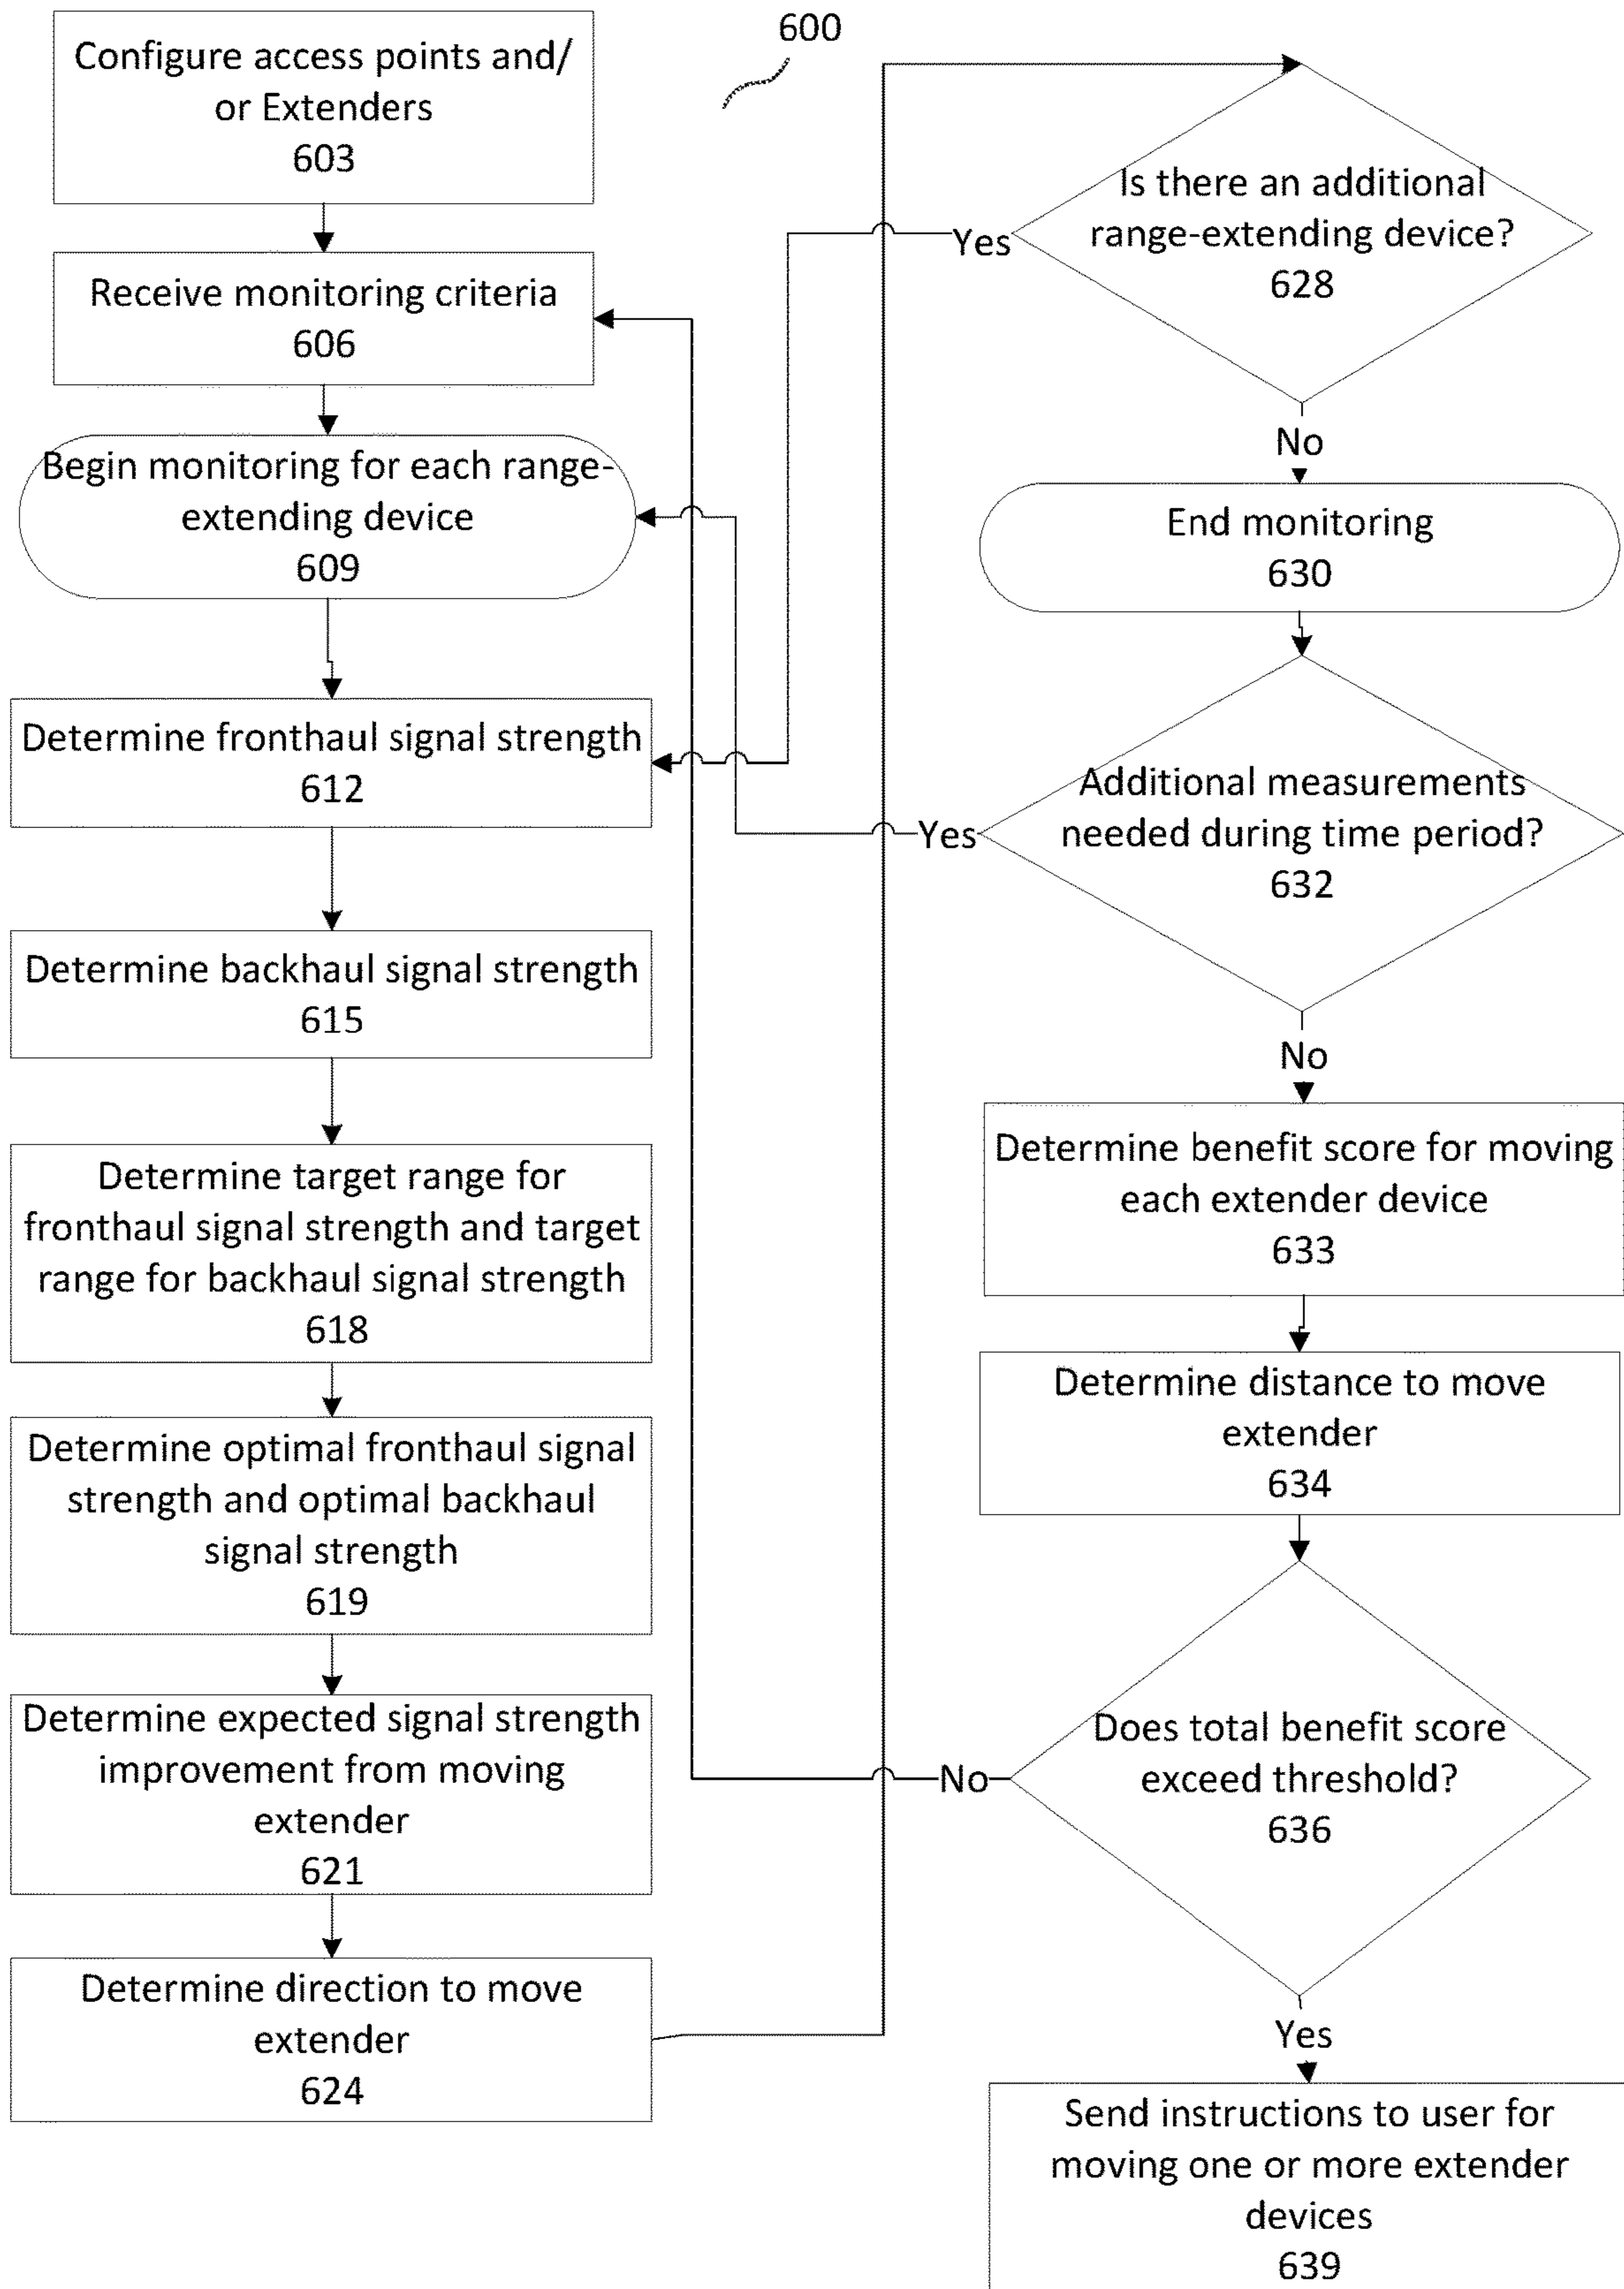 600
Configure access points and/
or Extenders
603
Receive monitoring criteria
606
Begin monitoring for each range-
extending device
609
Determine fronthaul signal strength
612
Determine backhaul signal strength
615
Determine target range for
fronthaul signal strength and target
range for backhaul signal strength
618
Determine optimal fronthaul signal
strength and optimal backhaul
signal strength
619
Determine expected signal strength
improvement from moving
extender
621
Determine direction to move
extender
624
Is there an additional
range-extending device?
628
Yes
No
End monitoring
630
Additional measurements
needed during time period?
632
Yes
No
Determine benefit score for moving
each extender device
633
Determine distance to move
extender
634
Does total benefit score
exceed threshold?
636
No
Yes
Send instructions to user for
moving one or more extender
devices
639